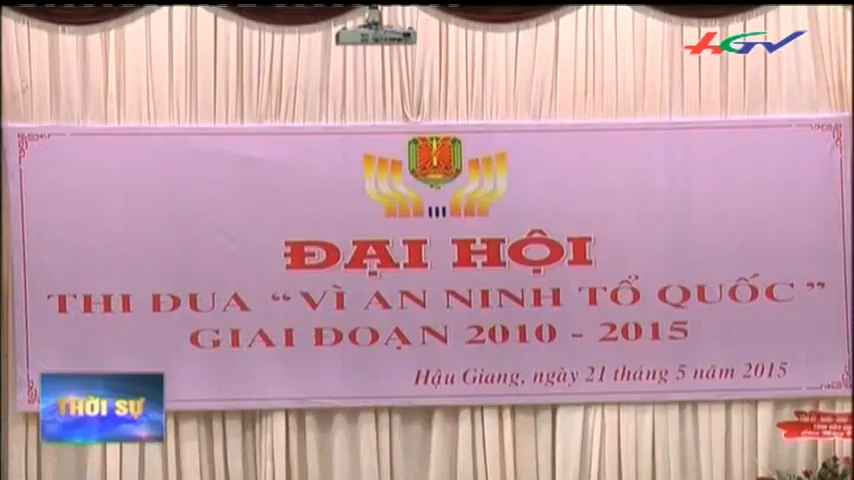 HGV
ĐẠI HỘI
THI ĐUA “VÌ AN NINH TỔ QUỐC”
GIAI ĐOẠN 2010 - 2015
Hậu Giang, ngày 21 tháng 5 năm 2015
THỜI SỰ